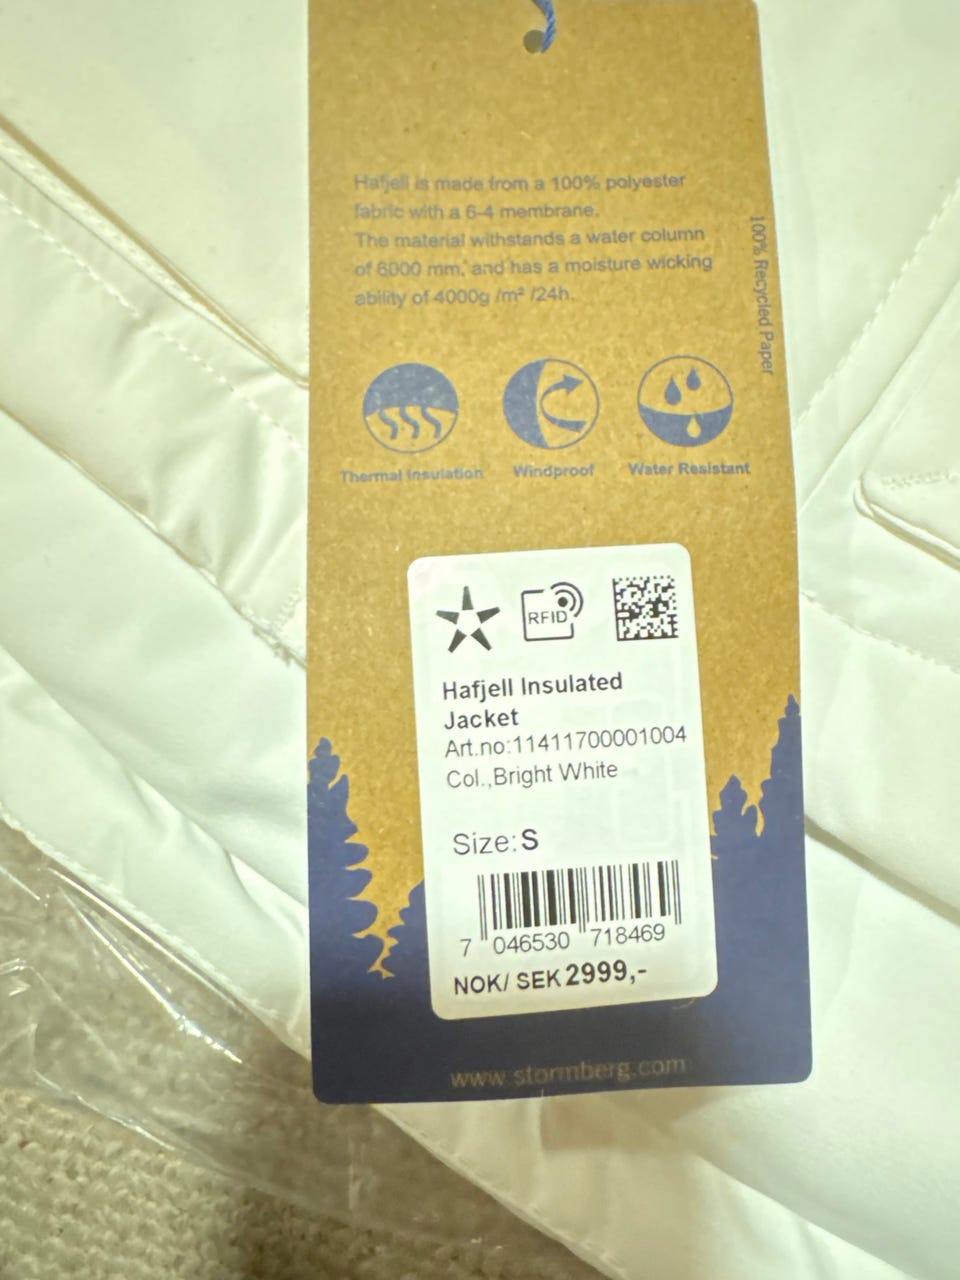 Hafjell is made from a 100% polyester
fabric with a 6-4 membrane.
The material withstands a water column
of 8000 mm, and has a moisture wicking
ability of 4000g /m² /24h.
100% Recycled Paper
Thermal Insulation
Windproof
Water Resistant
RFID
Hafjell Insulated
Jacket
Art.no:11411700001004
Col.,Bright White
Size:S
7 046530 718469
NOK/ SEK 2999,-
www.stormberg.com